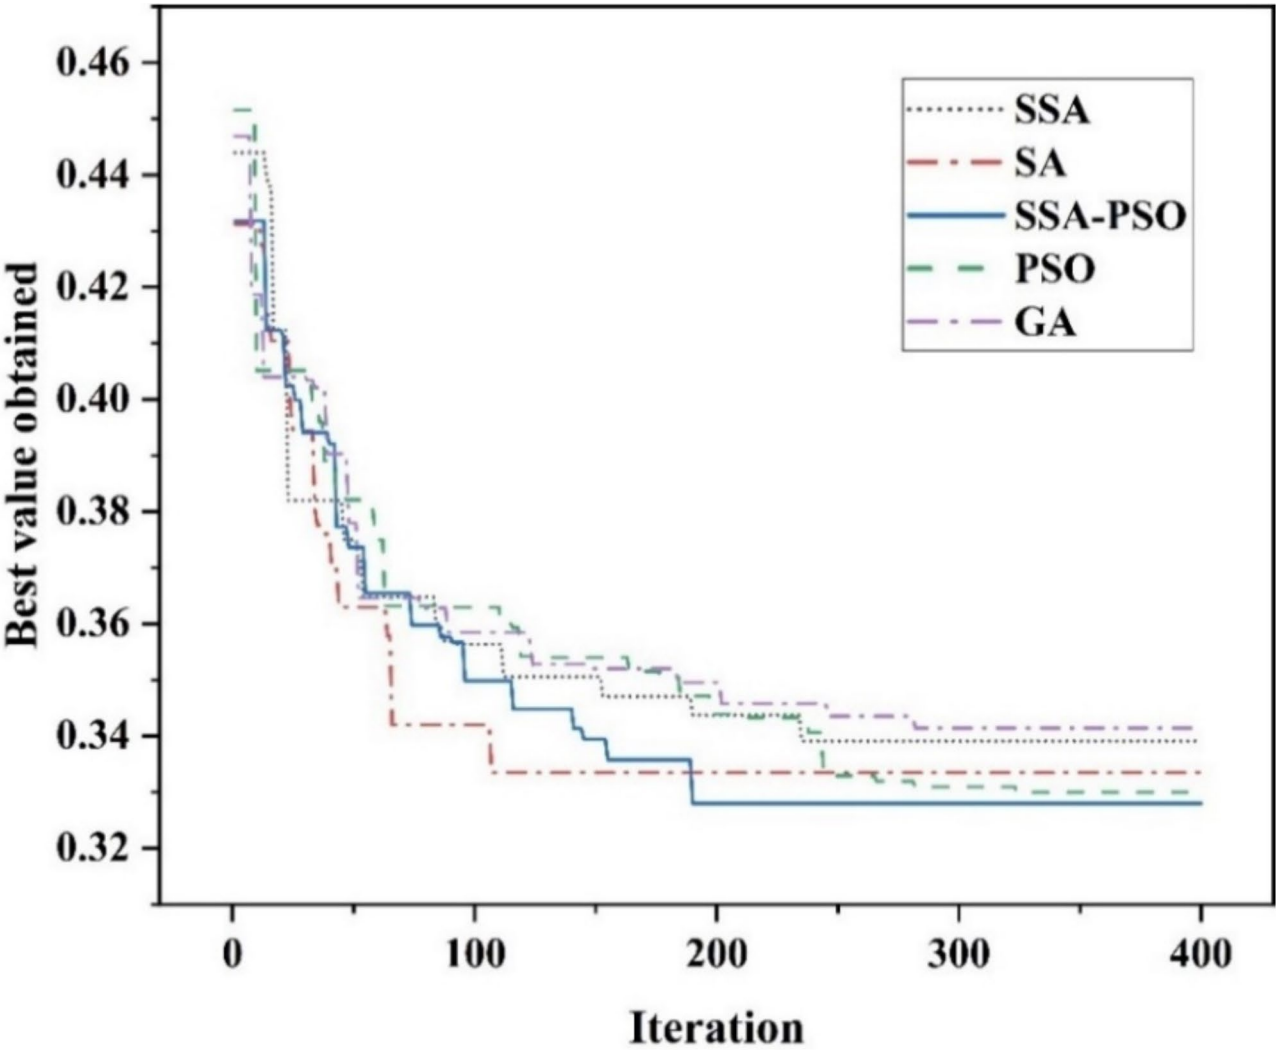 0.46
0.44
0.42
0.40
0.38
0.36
0.34
0.32
Best value obtained
SSA
SA
SSA-PSO
PSO
GA
0 100 200 300 400
Iteration